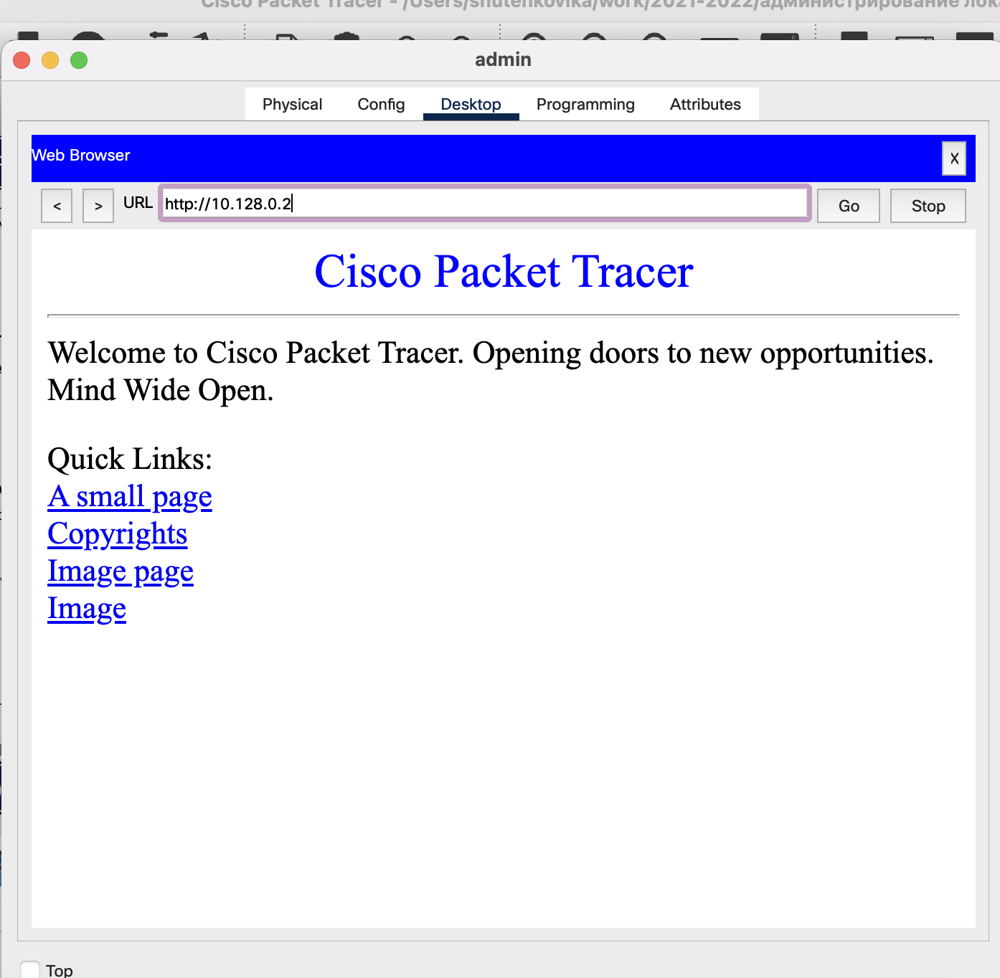 Cisco Packet Tracer - /Users/shutenkovika/work/2021-2022/администрирование
admin
Physical Config Desktop Programming Attributes
Web Browser
X
< > URL http://10.128.0.2 Go Stop
Cisco Packet Tracer
Welcome to Cisco Packet Tracer. Opening doors to new opportunities.
Mind Wide Open.
Quick Links:
A small page
Copyrights
Image page
Image
Top